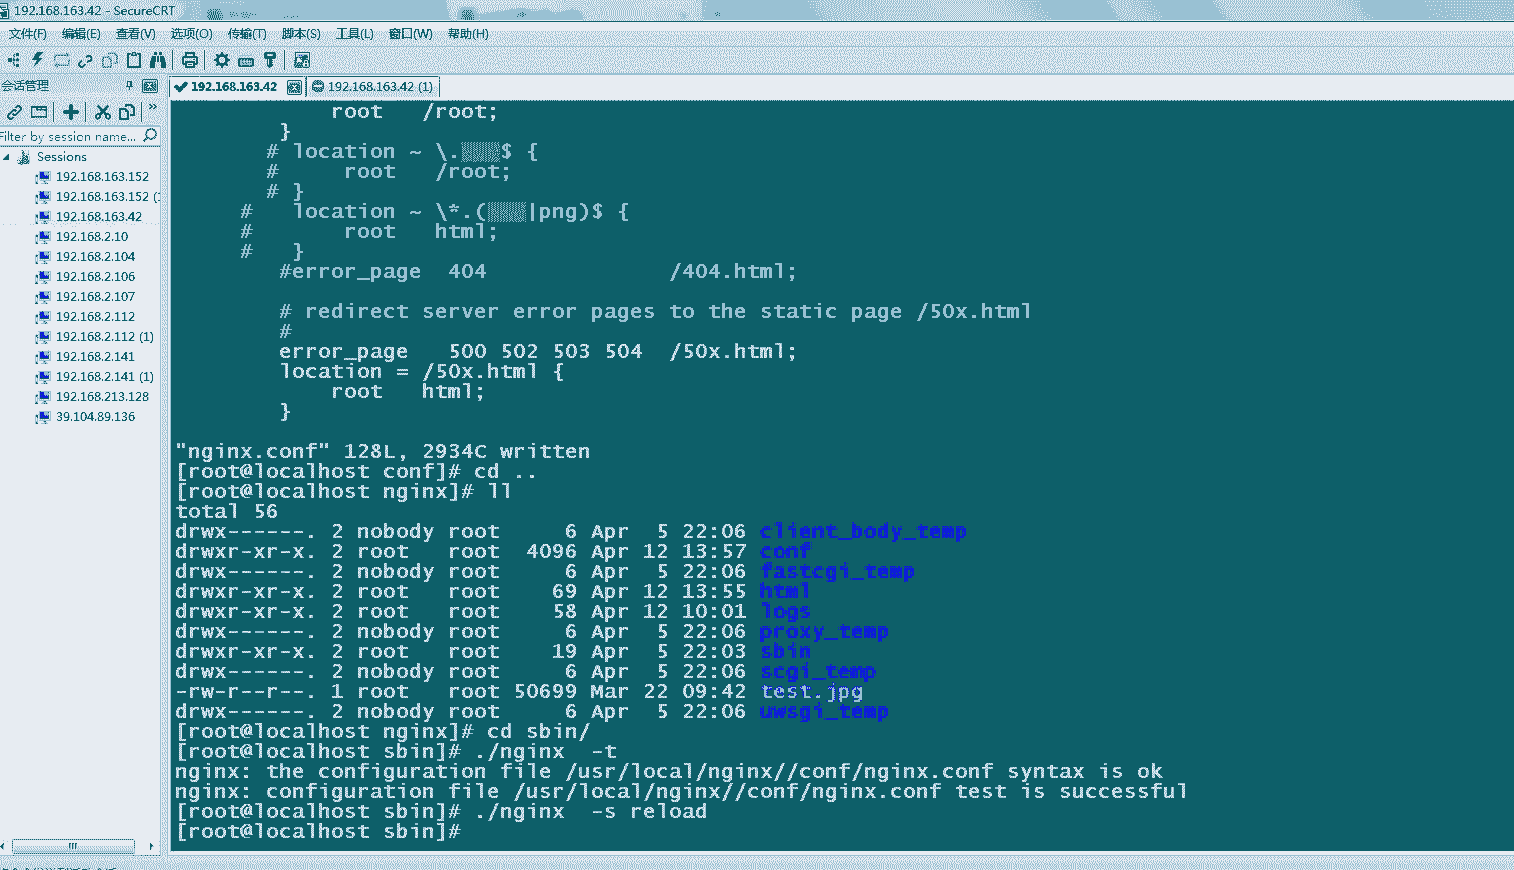 192.168.163.42 - SecureCRT
文件(F) 编辑(E) 查看(V) 选项(O) 传输(T) 脚本(S) 工具(L) 窗口(W) 帮助(H)
会话管理
192.168.163.42
192.168.163.42 (1)
Filter by session name...
Sessions
192.168.163.152
192.168.163.152 (1
192.168.163.42
192.168.2.10
192.168.2.104
192.168.2.106
192.168.2.107
192.168.2.112
192.168.2.112 (1)
192.168.2.141
192.168.2.141 (1)
192.168.213.128
39.104.89.136
root /root;
}
# location ~ \.$ {
# root /root;
# }
# location ~ \*.(|png)$ {
# root html;
# }
#error_page 404 /404.html;
# redirect server error pages to the static page /50x.html
#
error_page 500 502 503 504 /50x.html;
location = /50x.html {
root html;
}
"nginx.conf" 128L, 2934C written
[root@localhost conf]# cd ..
[root@localhost nginx]# ll
total 56
drwx------. 2 nobody root 6 Apr 5 22:06 client_body_temp
drwxr-xr-x. 2 root root 4096 Apr 12 13:57 conf
drwx------. 2 nobody root 6 Apr 5 22:06 fastcgi_temp
drwxr-xr-x. 2 root root 69 Apr 12 13:55 html
drwxr-xr-x. 2 root root 58 Apr 12 10:01 logs
drwx------. 2 nobody root 6 Apr 5 22:06 proxy_temp
drwxr-xr-x. 2 root root 19 Apr 5 22:03 sbin
drwx------. 2 nobody root 6 Apr 5 22:06 scgi_temp
-rw-r--r--. 1 root root 50699 Mar 22 09:42 test.jpg
drwx------. 2 nobody root 6 Apr 5 22:06 uwsgi_temp
[root@localhost nginx]# cd sbin/
[root@localhost sbin]# ./nginx -t
nginx: the configuration file /usr/local/nginx//conf/nginx.conf syntax is ok
nginx: configuration file /usr/local/nginx//conf/nginx.conf test is successful
[root@localhost sbin]# ./nginx -s reload
[root@localhost sbin]#